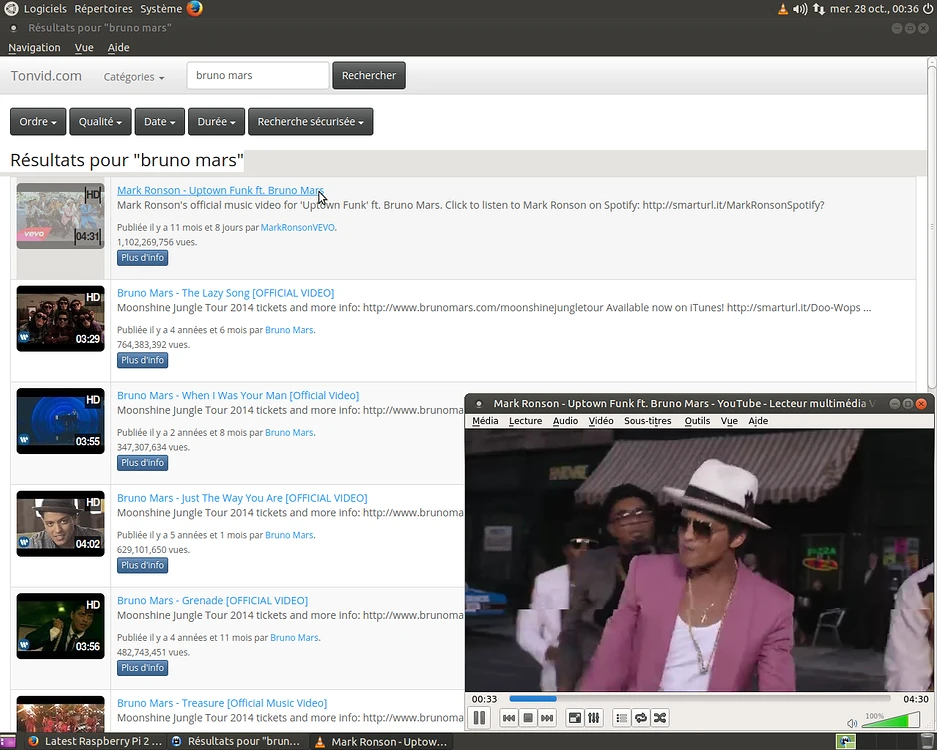 Logiciels Répertoires Système
mer. 28 oct., 00:36
Résultats pour "bruno mars"
Navigation Vue Aide
Tonvid.com Catégories bruno mars Rechercher
Ordre Qualité Date Durée Recherche sécurisée
Résultats pour "bruno mars"
HD
vevo
04:31
Mark Ronson - Uptown Funk ft. Bruno Mars
Mark Ronson's official music video for 'Uptown Funk' ft. Bruno Mars. Click to listen to Mark Ronson on Spotify: http://smarturl.it/MarkRonsonSpotify?
Publiée il y a 11 mois et 8 jours par MarkRonsonVEVO.
1,102,269,756 vues.
Plus d'info
HD
03:29
Bruno Mars - The Lazy Song [OFFICIAL VIDEO]
Moonshine Jungle Tour 2014 tickets and more info: http://www.brunomars.com/moonshinejungletour Available now on iTunes! http://smarturl.it/Doo-Wops ...
Publiée il y a 4 années et 6 mois par Bruno Mars.
764,383,392 vues.
Plus d'info
HD
03:55
Bruno Mars - When I Was Your Man [Official Video]
Moonshine Jungle Tour 2014 tickets and more info: http://www.brunoma
Publiée il y a 2 années et 8 mois par Bruno Mars.
347,307,634 vues.
Plus d'info
HD
04:02
Bruno Mars - Just The Way You Are [OFFICIAL VIDEO]
Moonshine Jungle Tour 2014 tickets and more info: http://www.brunoma
Publiée il y a 5 années et 1 mois par Bruno Mars.
629,101,650 vues.
Plus d'info
HD
03:56
Bruno Mars - Grenade [OFFICIAL VIDEO]
Moonshine Jungle Tour 2014 tickets and more info: http://www.brunoma
Publiée il y a 4 années et 11 mois par Bruno Mars.
482,743,451 vues.
Plus d'info
HD
Bruno Mars - Treasure [Official Music Video]
Moonshine Jungle Tour 2014 tickets and more info: http://www.brunoma
Mark Ronson - Uptown Funk ft. Bruno Mars - YouTube - Lecteur multimédia V
Média Lecture Audio Vidéo Sous-titres Outils Vue Aide
PIZZA
00:33
04:30
100%
Latest Raspberry Pi 2 ... Résultats pour "brun... Mark Ronson - Uptow...